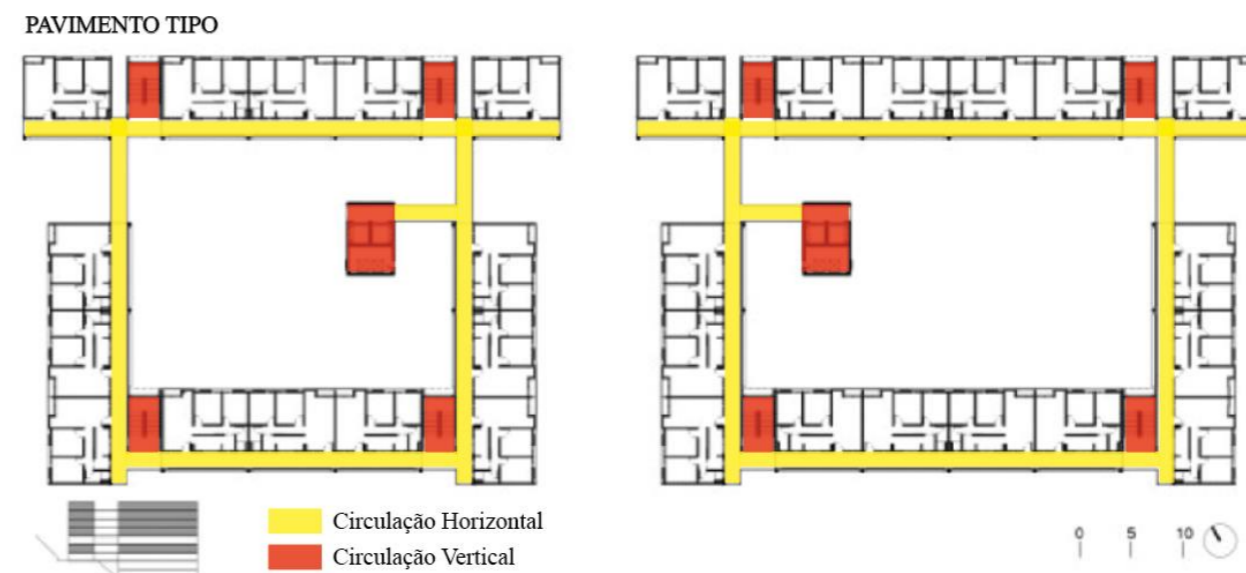 PAVIMENTO TIPO
Circulação Horizontal
Circulação Vertical
0 5 10